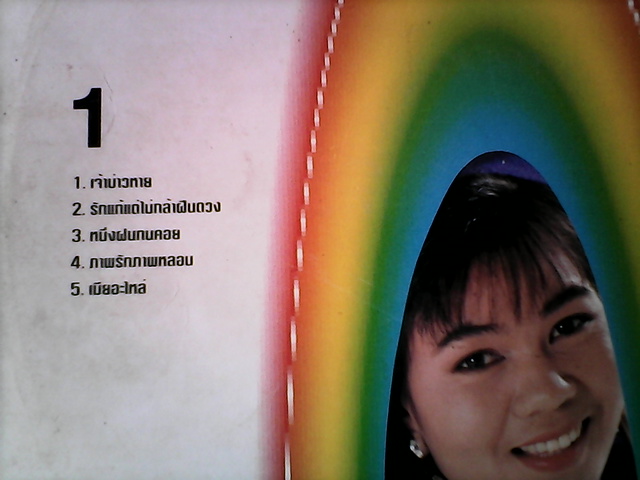 1
1. เจ้าบ่าวหาย
2. รักแท้แต่ไม่กล้าฝืนดวง
3. หนึ่งฝนทนคอย
4. ภาพรักภาพหลอน
5. เมียอะไหล่